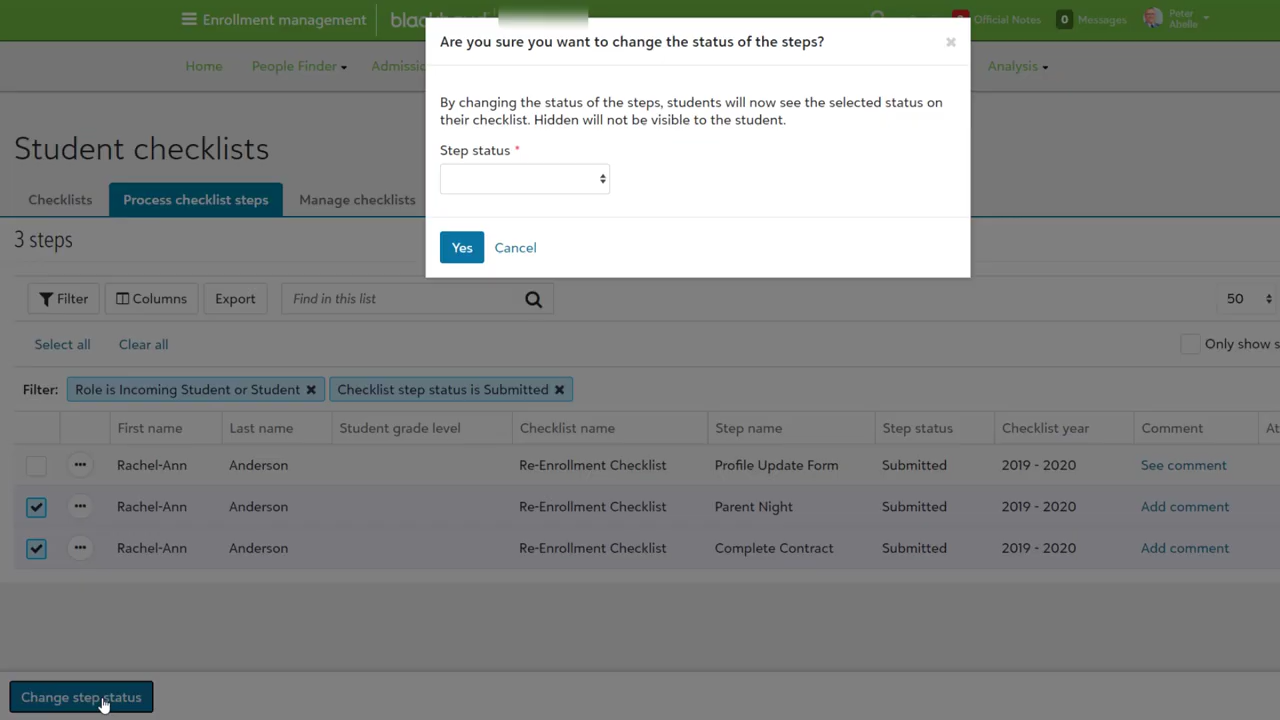 Enrollment management
Official Notes
0 Messages
Peter
Abelle
Home People Finder
Analysis
Are you sure you want to change the status of the steps? ×
By changing the status of the steps, students will now see the selected status on
their checklist. Hidden will not be visible to the student.
Step status *
Yes Cancel
Student checklists
Checklists Process checklist steps Manage checklists
3 steps
Filter Columns Export Find in this list 50
Select all Clear all Only show
Filter: Role is Incoming Student or Student × Checklist step status is Submitted ×
First name Last name Student grade level Checklist name Step name Step status Checklist year Comment
••• Rachel-Ann Anderson Re-Enrollment Checklist Profile Update Form Submitted 2019 - 2020 See comment
••• Rachel-Ann Anderson Re-Enrollment Checklist Parent Night Submitted 2019 - 2020 Add comment
••• Rachel-Ann Anderson Re-Enrollment Checklist Complete Contract Submitted 2019 - 2020 Add comment
Change step status